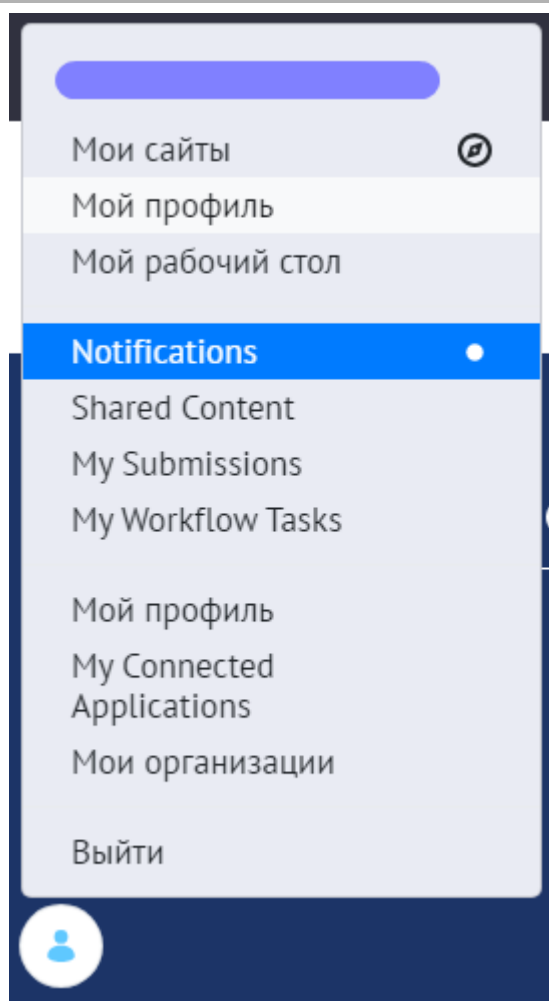 Мои сайты
Мой профиль
Мой рабочий стол
Notifications
Shared Content
My Submissions
My Workflow Tasks
Мой профиль
My Connected
Applications
Мои организации
Выйти